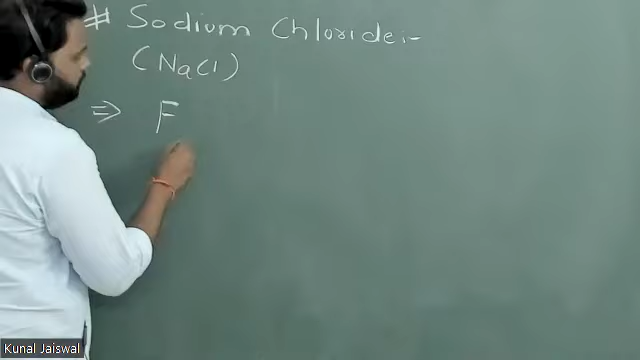 # Sodium Chloride:-
(NaCl)
⇒ F
Kunal Jaiswal